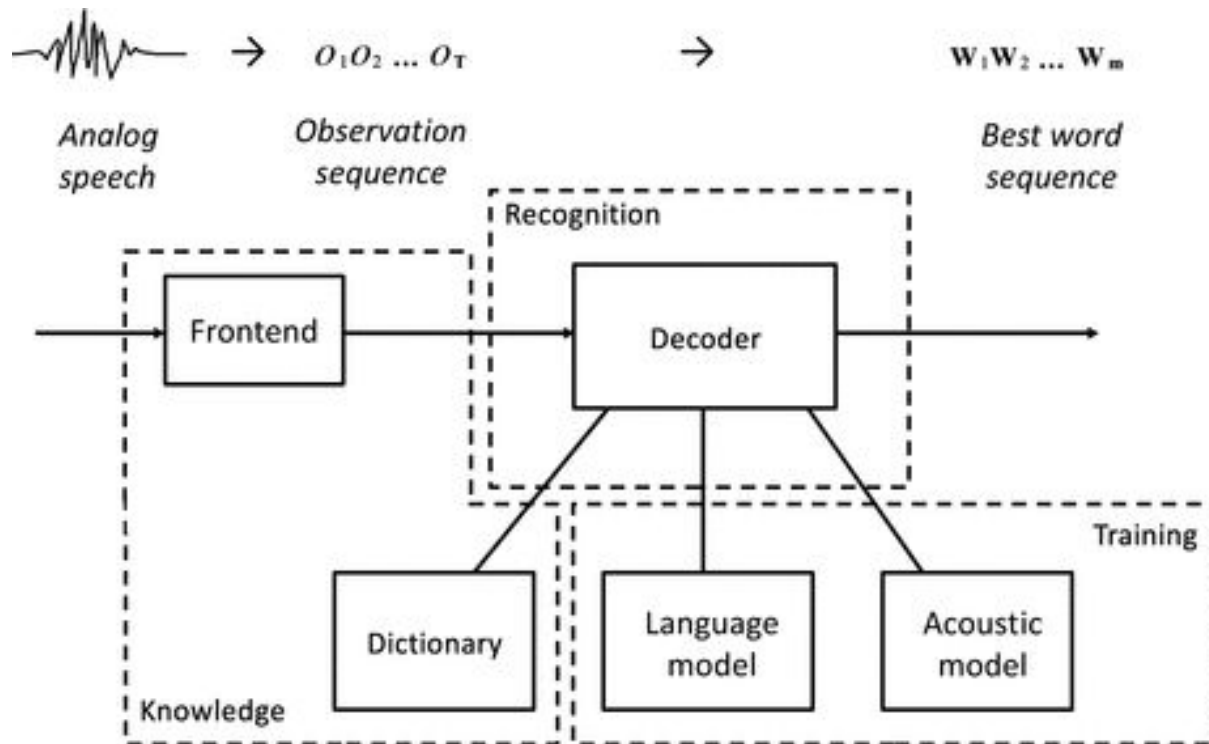 → O₁O₂ ... O_T → W₁W₂ ... W_m
Analog
speech
Observation
sequence
Best word
sequence
Recognition
Frontend
Decoder
Training
Dictionary
Language
model
Acoustic
model
Knowledge